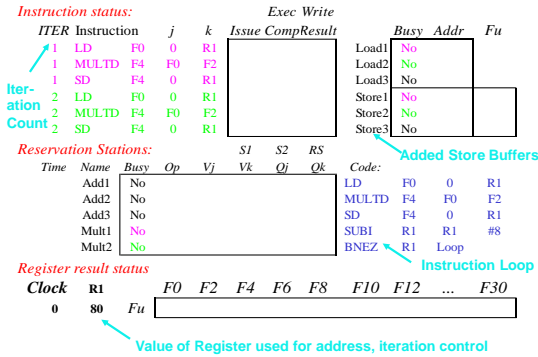 Instruction status: Exec Write
ITER Instruction j k Issue CompResult Busy Addr Fu
1 LD F0 0 R1 Load1 No
1 MULTD F4 F0 F2 Load2 No
1 SD F4 0 R1 Load3 No
2 LD F0 0 R1 Store1 No
2 MULTD F4 F0 F2 Store2 No
2 SD F4 0 R1 Store3 No
Iter-
ation
Count
Added Store Buffers
Reservation Stations: S1 S2 RS
Time Name Busy Op Vj Vk Qj Qk Code:
Add1 No LD F0 0 R1
Add2 No MULTD F4 F0 F2
Add3 No SD F4 0 R1
Mult1 No SUBI R1 R1 #8
Mult2 No BNEZ R1 Loop
Instruction Loop
Register result status
Clock R1 F0 F2 F4 F6 F8 F10 F12 ... F30
0 80 Fu
Value of Register used for address, iteration control